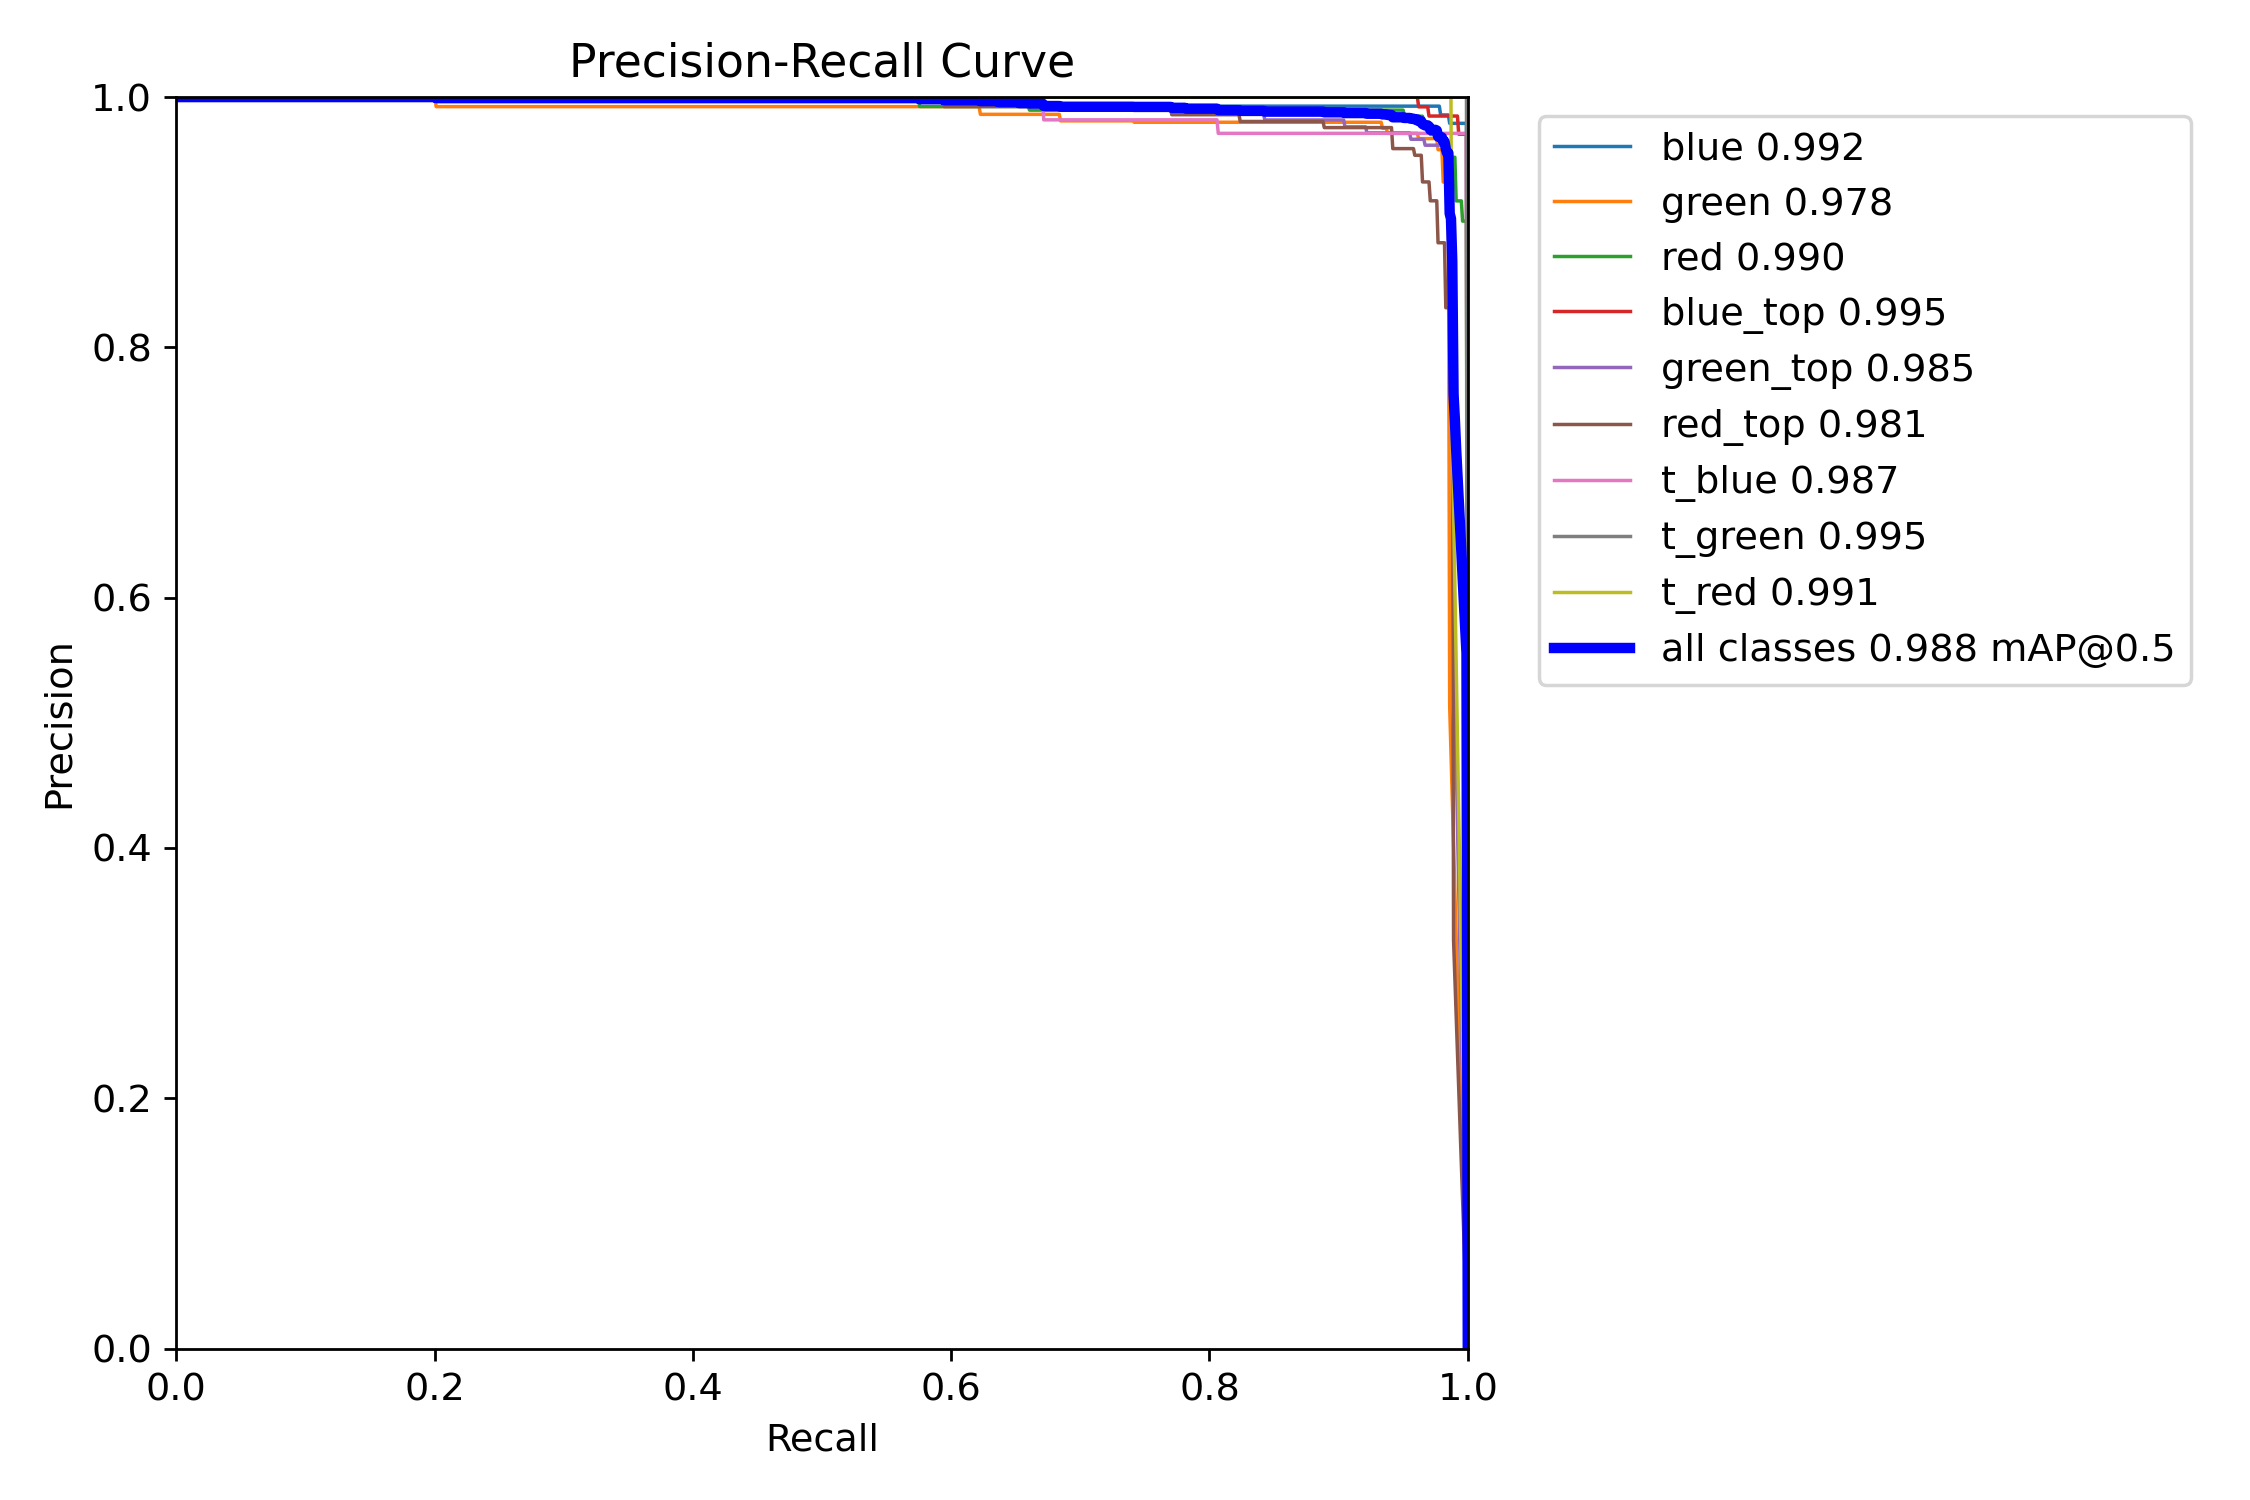 Precision-Recall Curve
1.0
0.8
0.6
0.4
0.2
0.0
Precision
0.0 0.2 0.4 0.6 0.8 1.0
Recall
blue 0.992
green 0.978
red 0.990
blue_top 0.995
green_top 0.985
red_top 0.981
t_blue 0.987
t_green 0.995
t_red 0.991
all classes 0.988 mAP@0.5